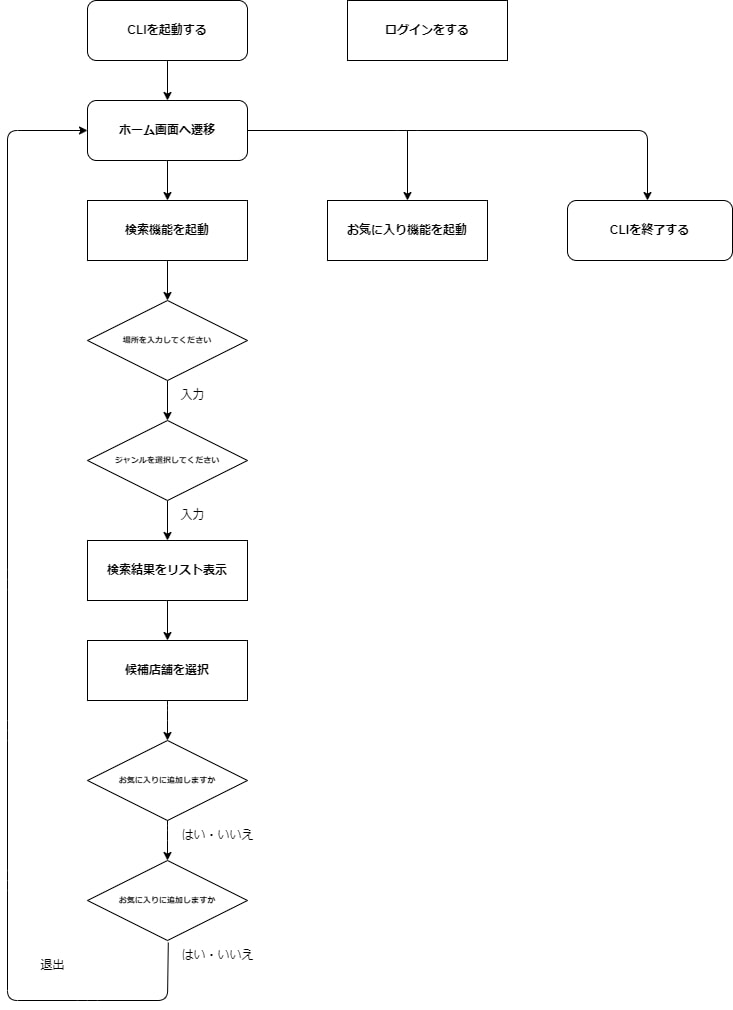 CLIを起動する
ログインをする
ホーム画面へ遷移
検索機能を起動
お気に入り機能を起動
CLIを終了する
場所を入力してください
入力
ジャンルを選択してください
入力
検索結果をリスト表示
候補店舗を選択
お気に入りに追加しますか
はい・いいえ
お気に入りに追加しますか
はい・いいえ
退出